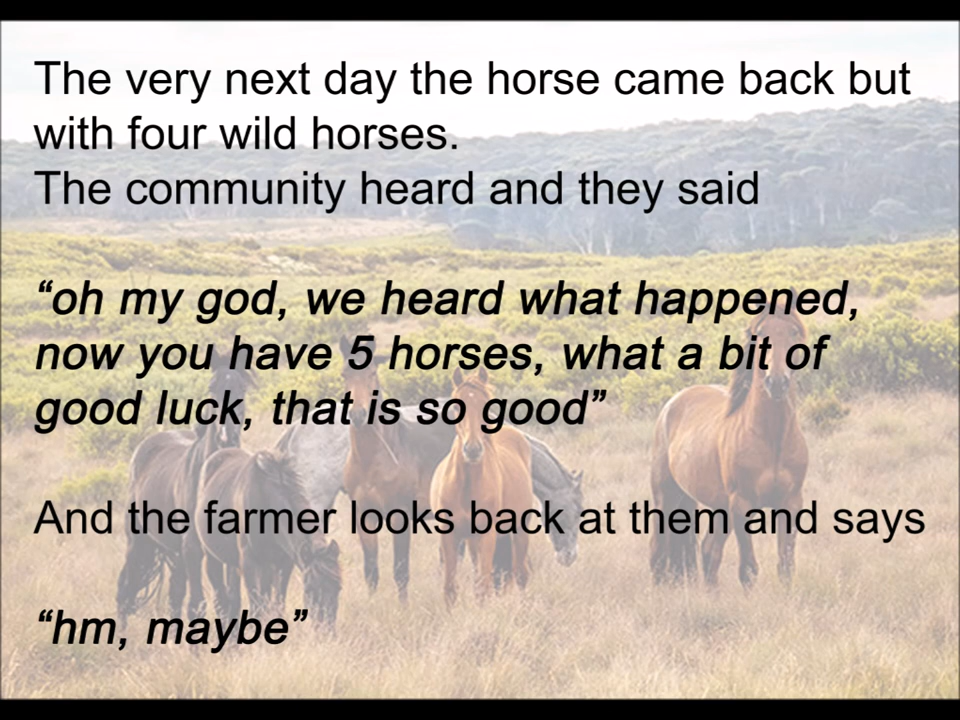 The very next day the horse came back but
with four wild horses.
The community heard and they said
“oh my god, we heard what happened,
now you have 5 horses, what a bit of
good luck, that is so good”
And the farmer looks back at them and says
“hm, maybe”